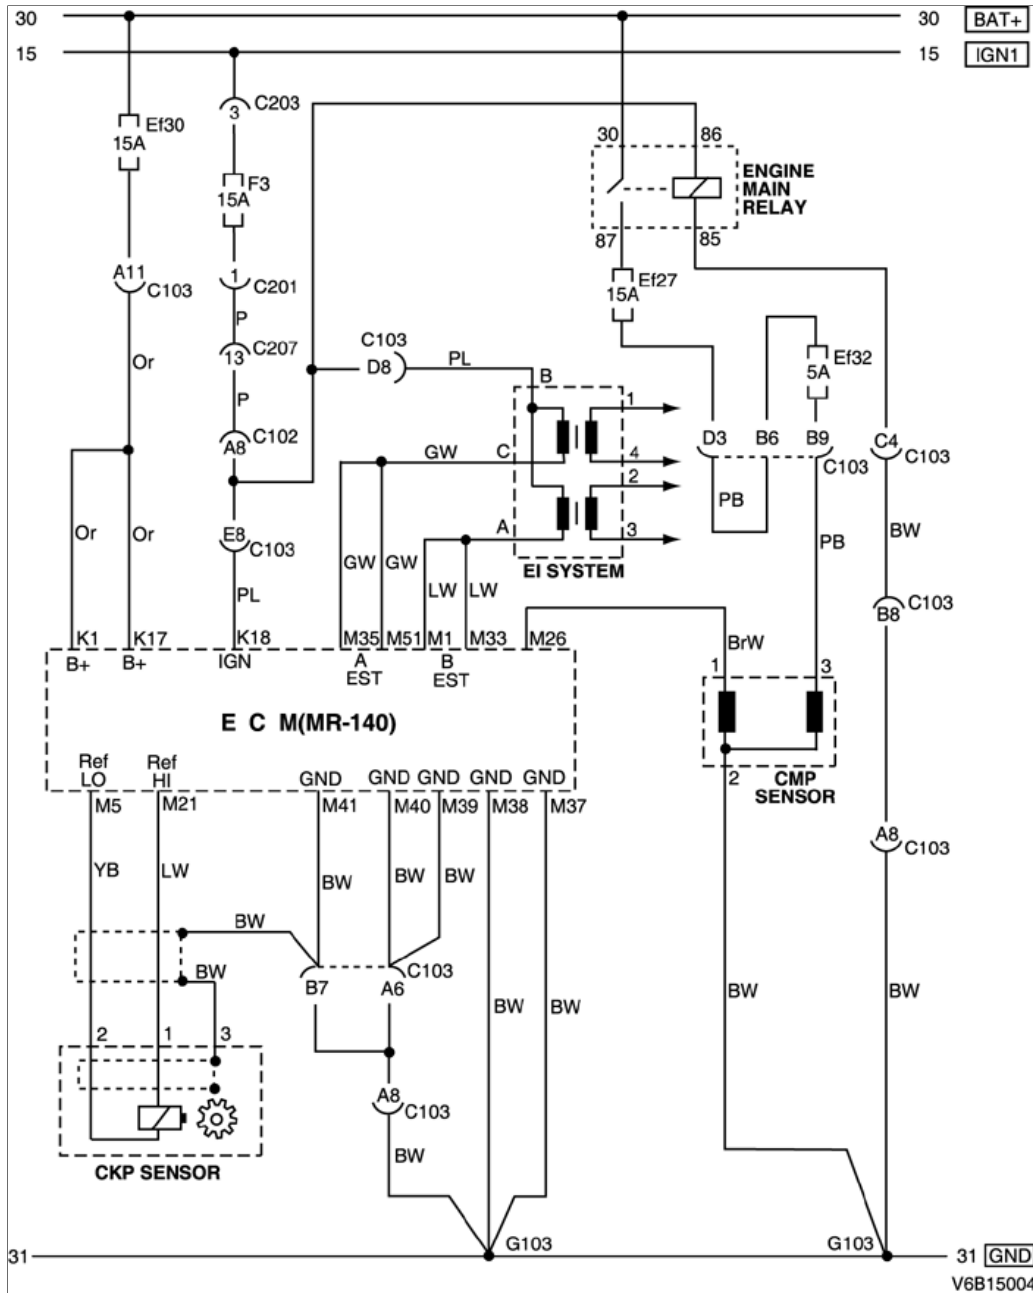 30 30 BAT+
15 15 IGN1
C203
3
Ef30
15A
F3
15A
30 86
ENGINE
MAIN
RELAY
87 85
A11
C103
1
C201
P
Ef27
15A
13 C207
C103
D8
PL
Or
P
Ef32
5A
B
1
A8 C102
C
4
GW
2
D3 B6 B9
C103
C4
C103
PB
A
3
EI SYSTEM
Or Or
E8
C103
GW GW
LW LW
PB
BW
PL
B8 C103
K1 K17 K18 M35 M51 M1 M33 M26
B+ B+ IGN A EST B EST
BrW
1 3
E C M(MR-140)
CMP
SENSOR
2
Ref
LO
Ref
HI
GND GND GND GND GND
M5 M21 M41 M40 M39 M38 M37
A8
C103
YB LW BW BW BW
BW
BW
C103
B7 A6
BW BW BW BW
2 1 3
A8
C103
BW
CKP SENSOR
G103 G103
31 31 GND
V6B15004